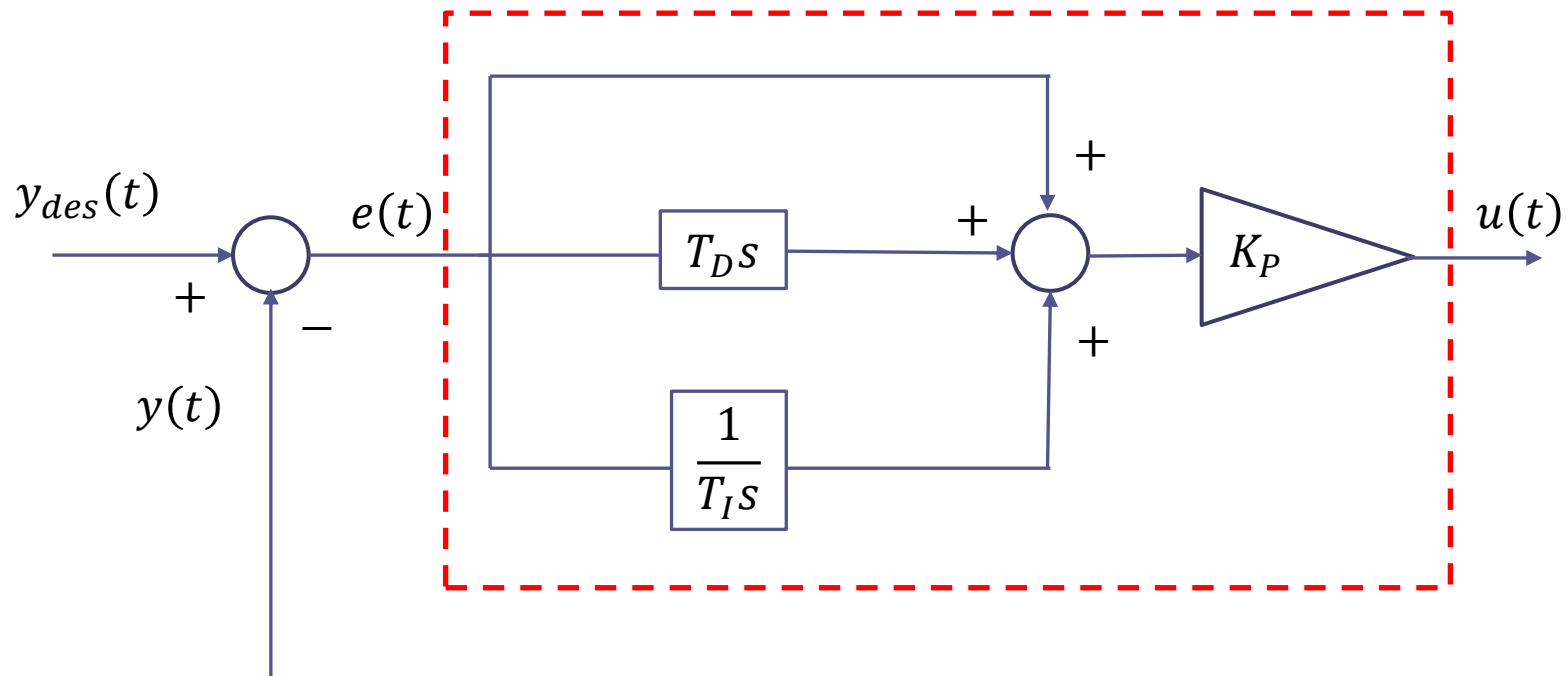 +
y_des(t)
e(t)
+
T_D s
K_P
u(t)
+
−
+
y(t)
1
T_I s